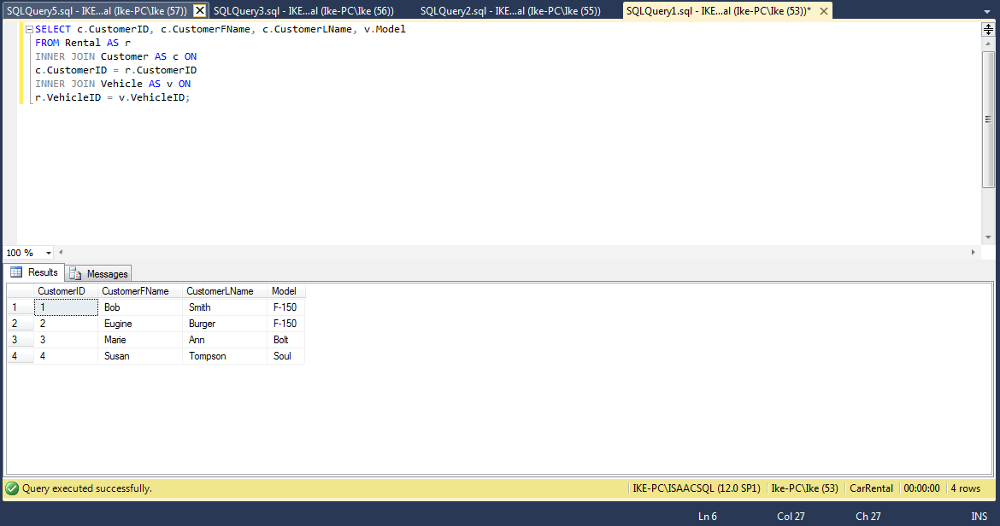 SQLQuery5.sql - IKE...al (Ike-PC\Ike (57)) SQLQuery3.sql - IKE...al (Ike-PC\Ike (56)) SQLQuery2.sql - IKE...al (Ike-PC\Ike (55)) SQLQuery1.sql - IKE...al (Ike-PC\Ike (53))*
SELECT c.CustomerID, c.CustomerFName, c.CustomerLName, v.Model
FROM Rental AS r
INNER JOIN Customer AS c ON
c.CustomerID = r.CustomerID
INNER JOIN Vehicle AS v ON
r.VehicleID = v.VehicleID;
100 %
Results Messages
CustomerID CustomerFName CustomerLName Model
1 1 Bob Smith F-150
2 2 Eugine Burger F-150
3 3 Marie Ann Bolt
4 4 Susan Tompson Soul
Query executed successfully. IKE-PC\ISAACSQL (12.0 SP1) Ike-PC\Ike (53) CarRental 00:00:00 4 rows
Ln 6 Col 27 Ch 27 INS